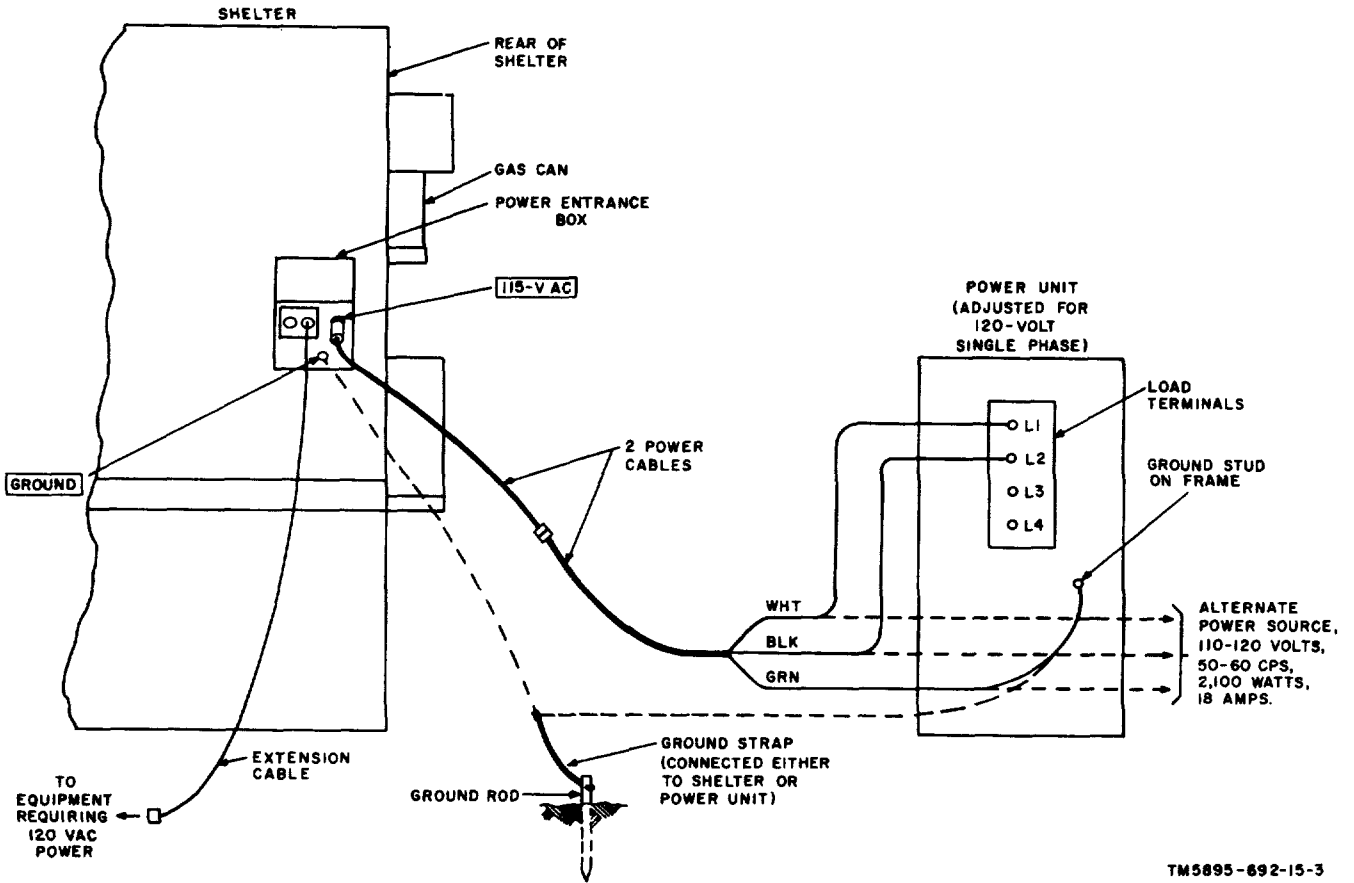 SHELTER
REAR OF
SHELTER
GAS CAN
POWER ENTRANCE
BOX
115-V AC
POWER UNIT
(ADJUSTED FOR
120-VOLT
SINGLE PHASE)
LOAD
TERMINALS
L1
L2
L3
L4
2 POWER
CABLES
GROUND STUD
ON FRAME
GROUND
WHT
BLK
GRN
ALTERNATE
POWER SOURCE,
110-120 VOLTS,
50-60 CPS,
2,100 WATTS,
18 AMPS.
EXTENSION
CABLE
GROUND STRAP
(CONNECTED EITHER
TO SHELTER OR
POWER UNIT)
GROUND ROD
TO
EQUIPMENT
REQUIRING
120 VAC
POWER
TM5895-692-15-3